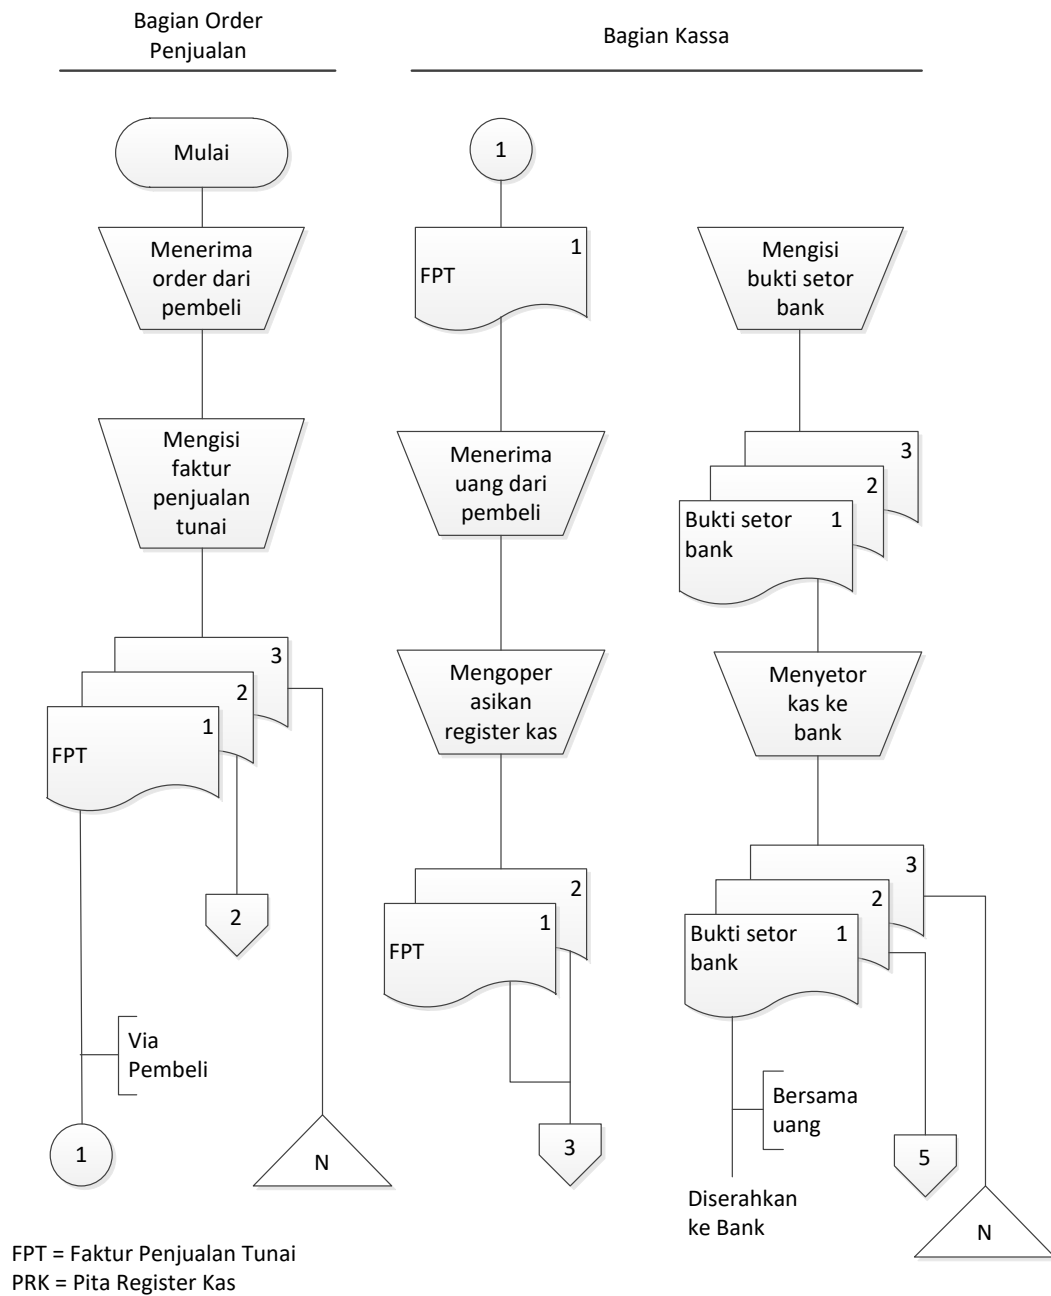 Bagian Order
Penjualan
Bagian Kassa
Mulai
Menerima
order dari
pembeli
Mengisi
faktur
penjualan
tunai
3
2
1
FPT
2
Via
Pembeli
1
N
1
1
FPT
Menerima
uang dari
pembeli
Mengoper
asikan
register kas
2
1
FPT
3
Mengisi
bukti setor
bank
3
2
Bukti setor 1
bank
Menyetor
kas ke
bank
3
2
Bukti setor 1
bank
Bersama
uang
5
Diserahkan
ke Bank
N
FPT = Faktur Penjualan Tunai
PRK = Pita Register Kas